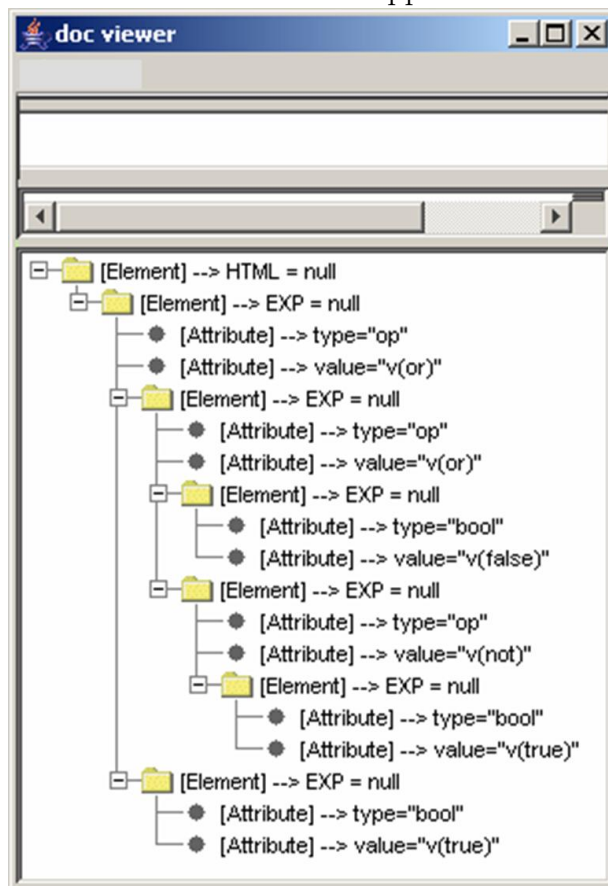 doc viewer
[Element] --> HTML = null
[Element] --> EXP = null
[Attribute] --> type="op"
[Attribute] --> value="v(or)"
[Element] --> EXP = null
[Attribute] --> type="op"
[Attribute] --> value="v(or)"
[Element] --> EXP = null
[Attribute] --> type="bool"
[Attribute] --> value="v(false)"
[Element] --> EXP = null
[Attribute] --> type="op"
[Attribute] --> value="v(not)"
[Element] --> EXP = null
[Attribute] --> type="bool"
[Attribute] --> value="v(true)"
[Element] --> EXP = null
[Attribute] --> type="bool"
[Attribute] --> value="v(true)"